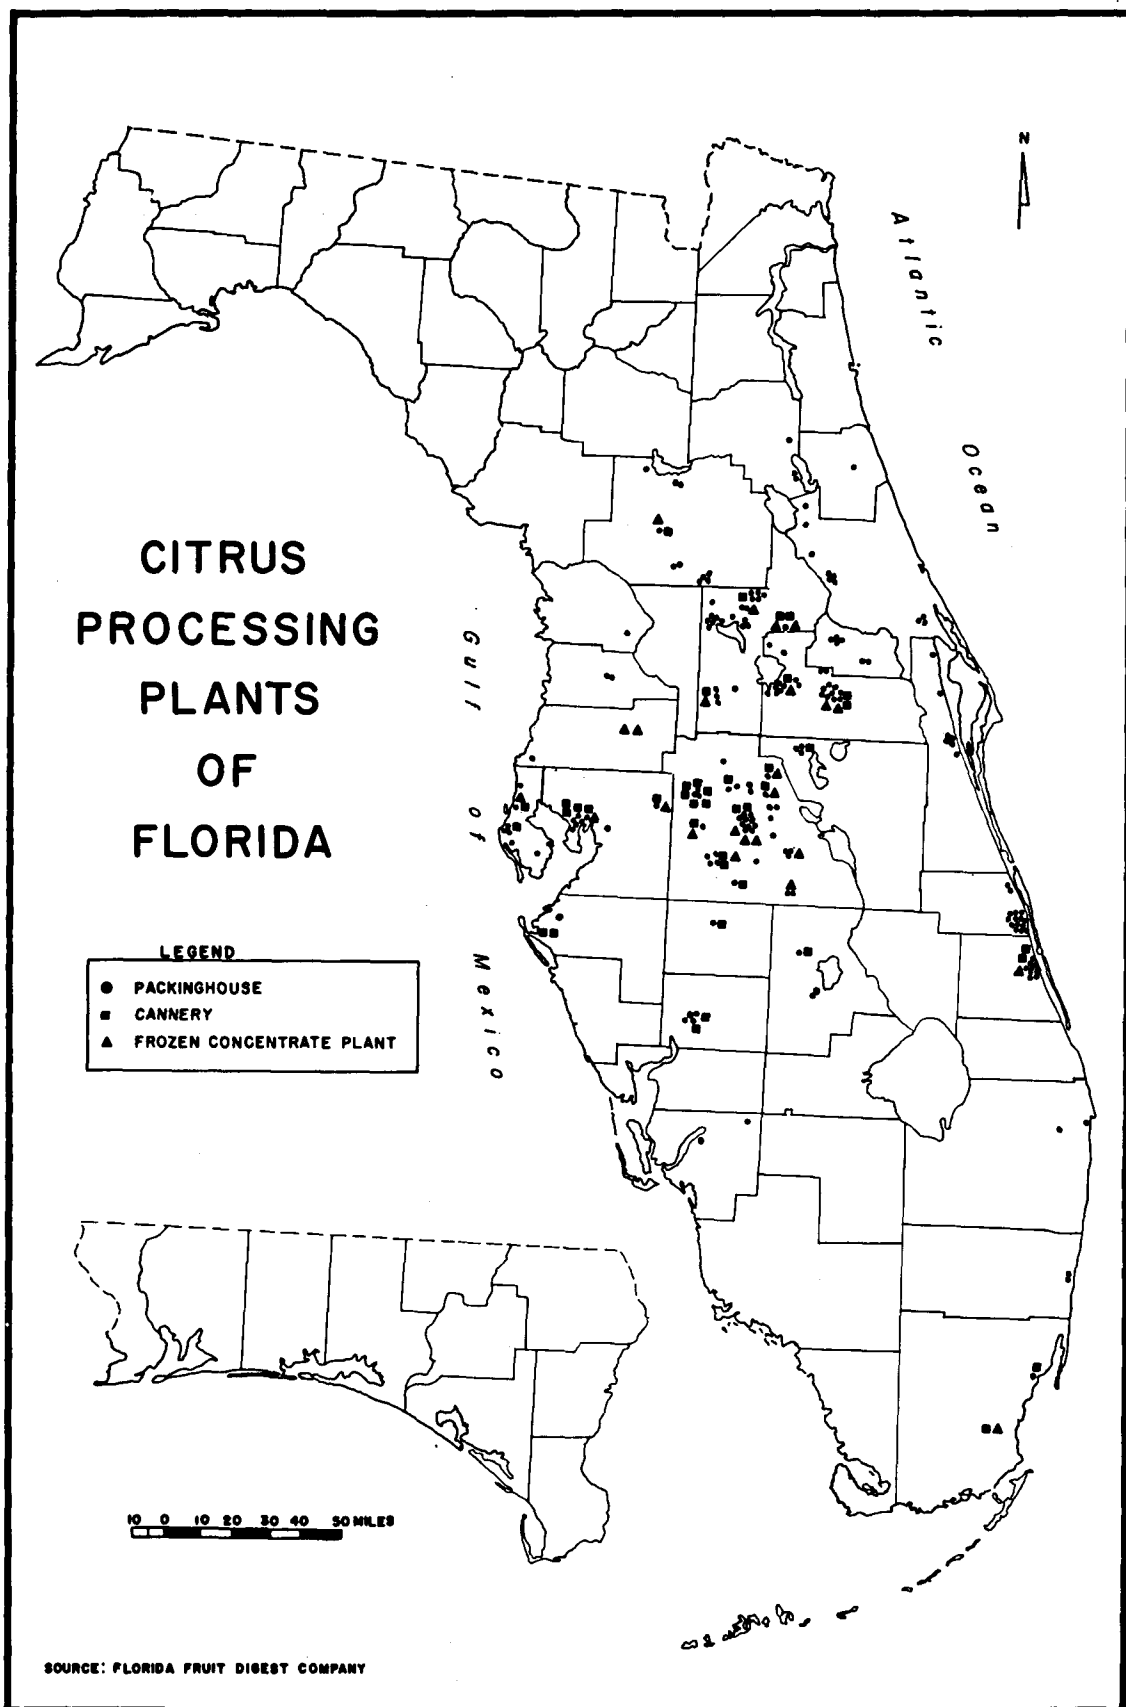 N
Atlantic
Ocean
CITRUS
PROCESSING
PLANTS
OF
FLORIDA
Gulf
of
Mexico
LEGEND
PACKINGHOUSE
CANNERY
FROZEN CONCENTRATE PLANT
10 0 10 20 30 40 50 MILES
SOURCE: FLORIDA FRUIT DIGEST COMPANY